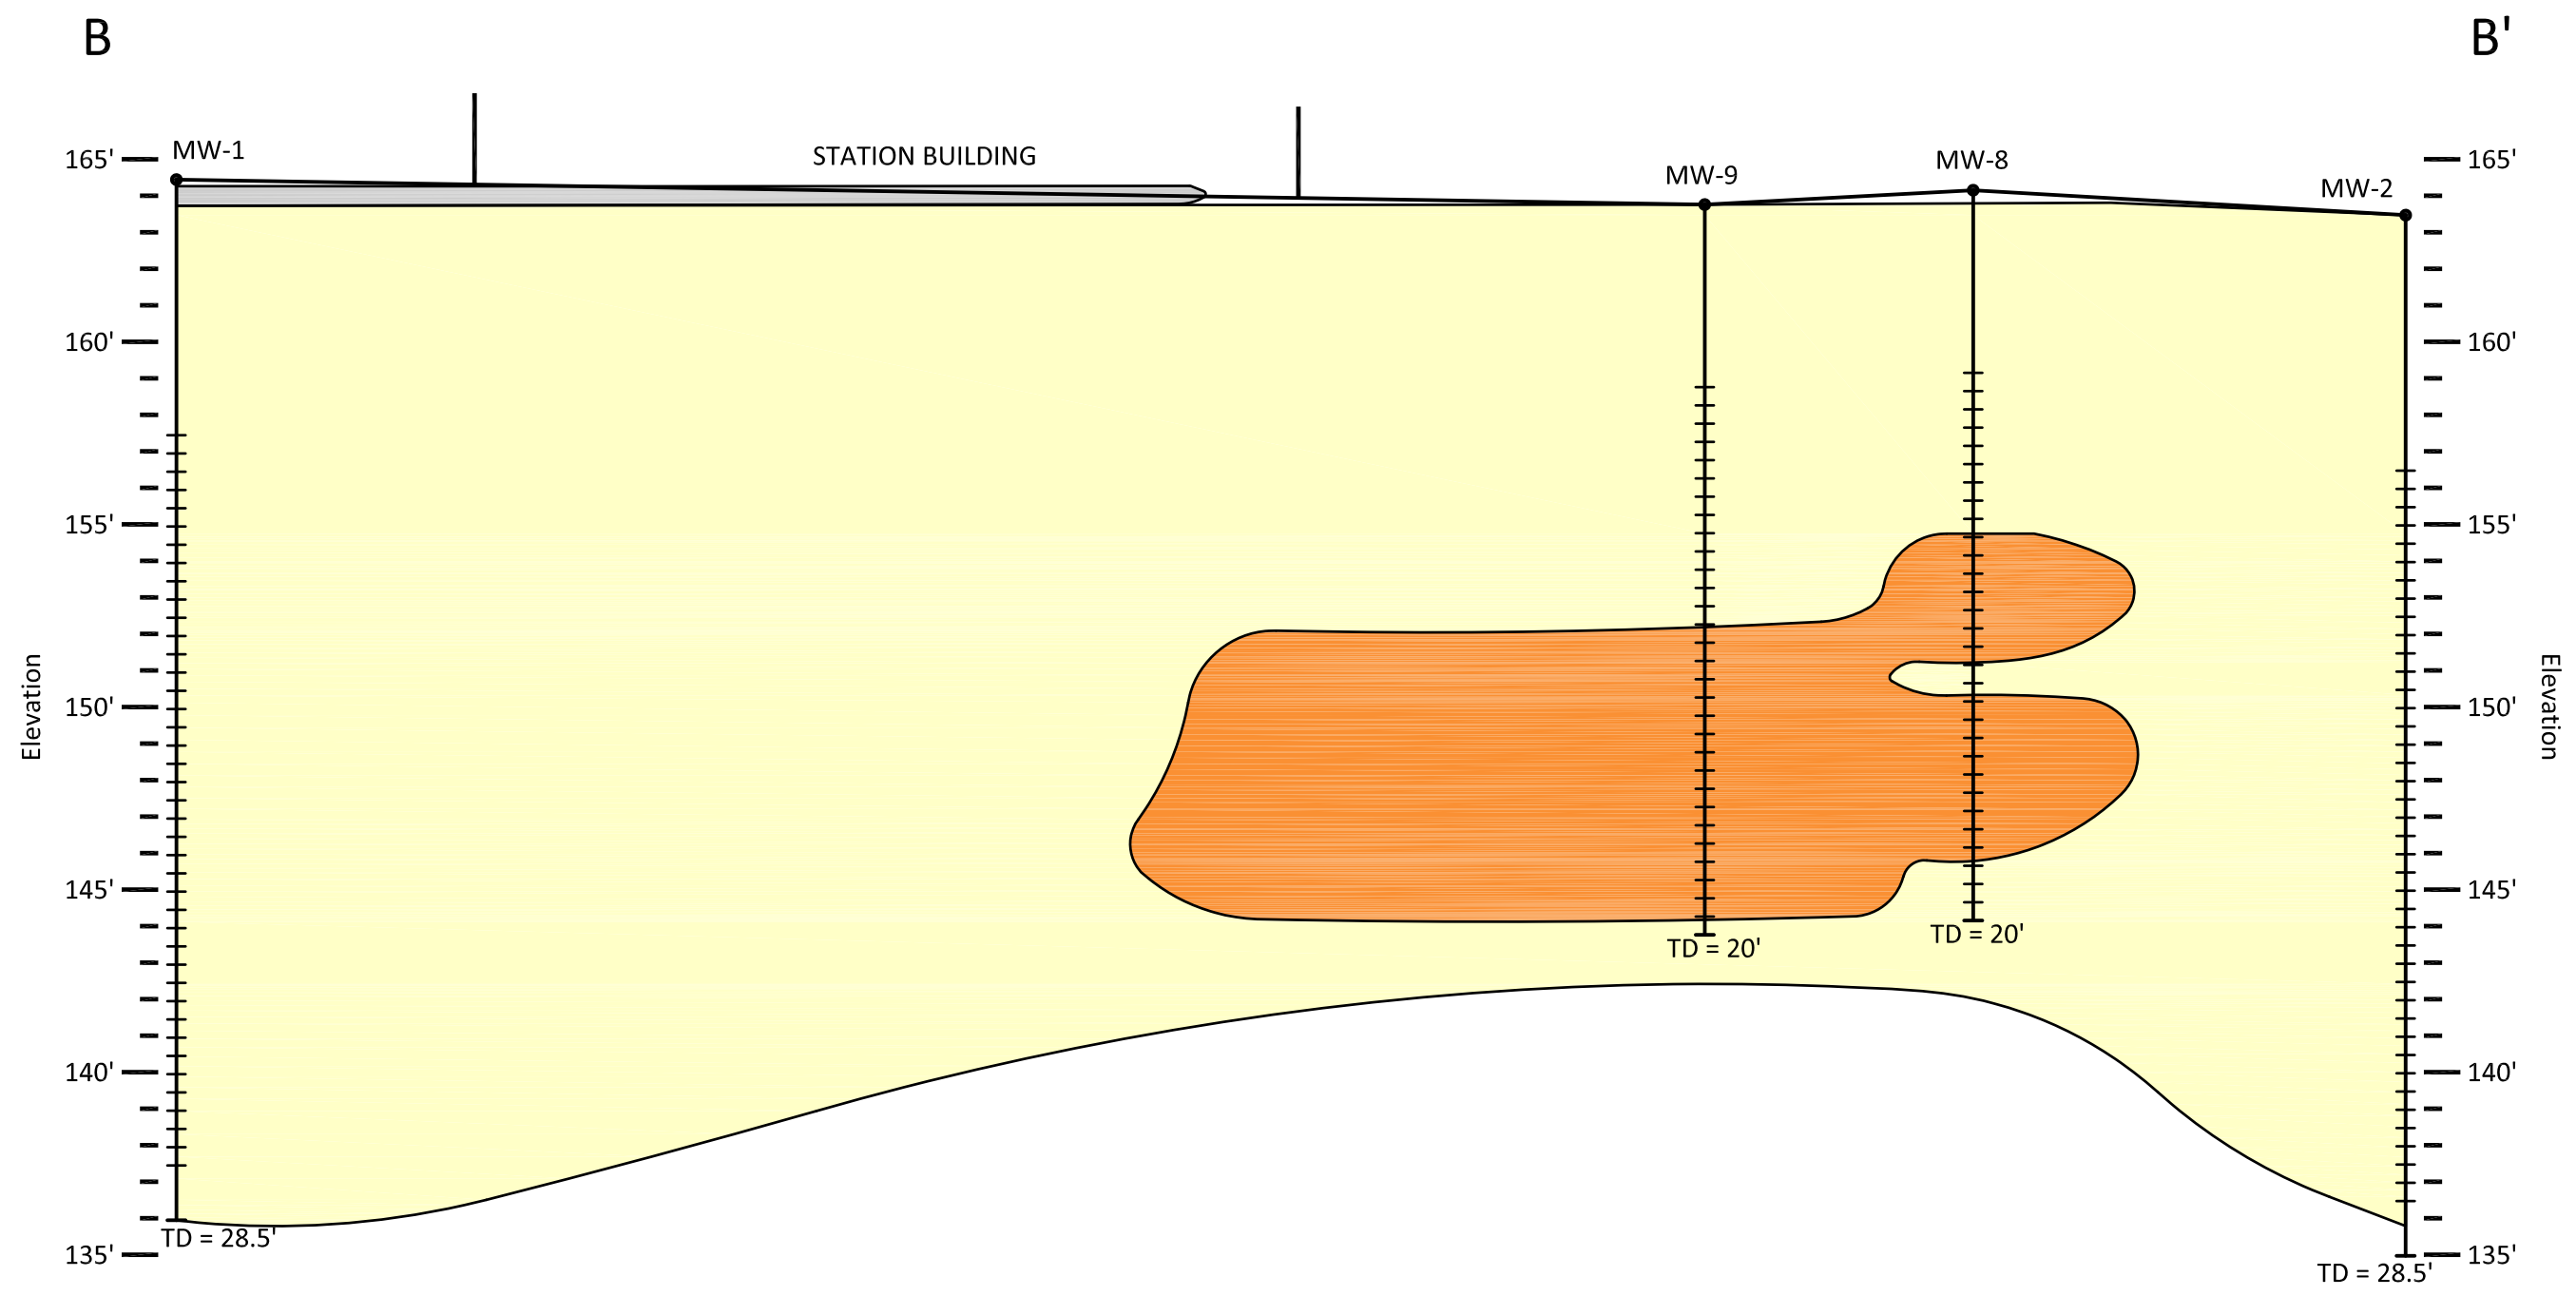 B
B'
MW-1
STATION BUILDING
MW-9
MW-8
MW-2
165'
165'
160'
160'
155'
155'
150'
150'
145'
145'
140'
140'
135'
135'
Elevation
Elevation
TD = 20'
TD = 20'
TD = 28.5'
TD = 28.5'